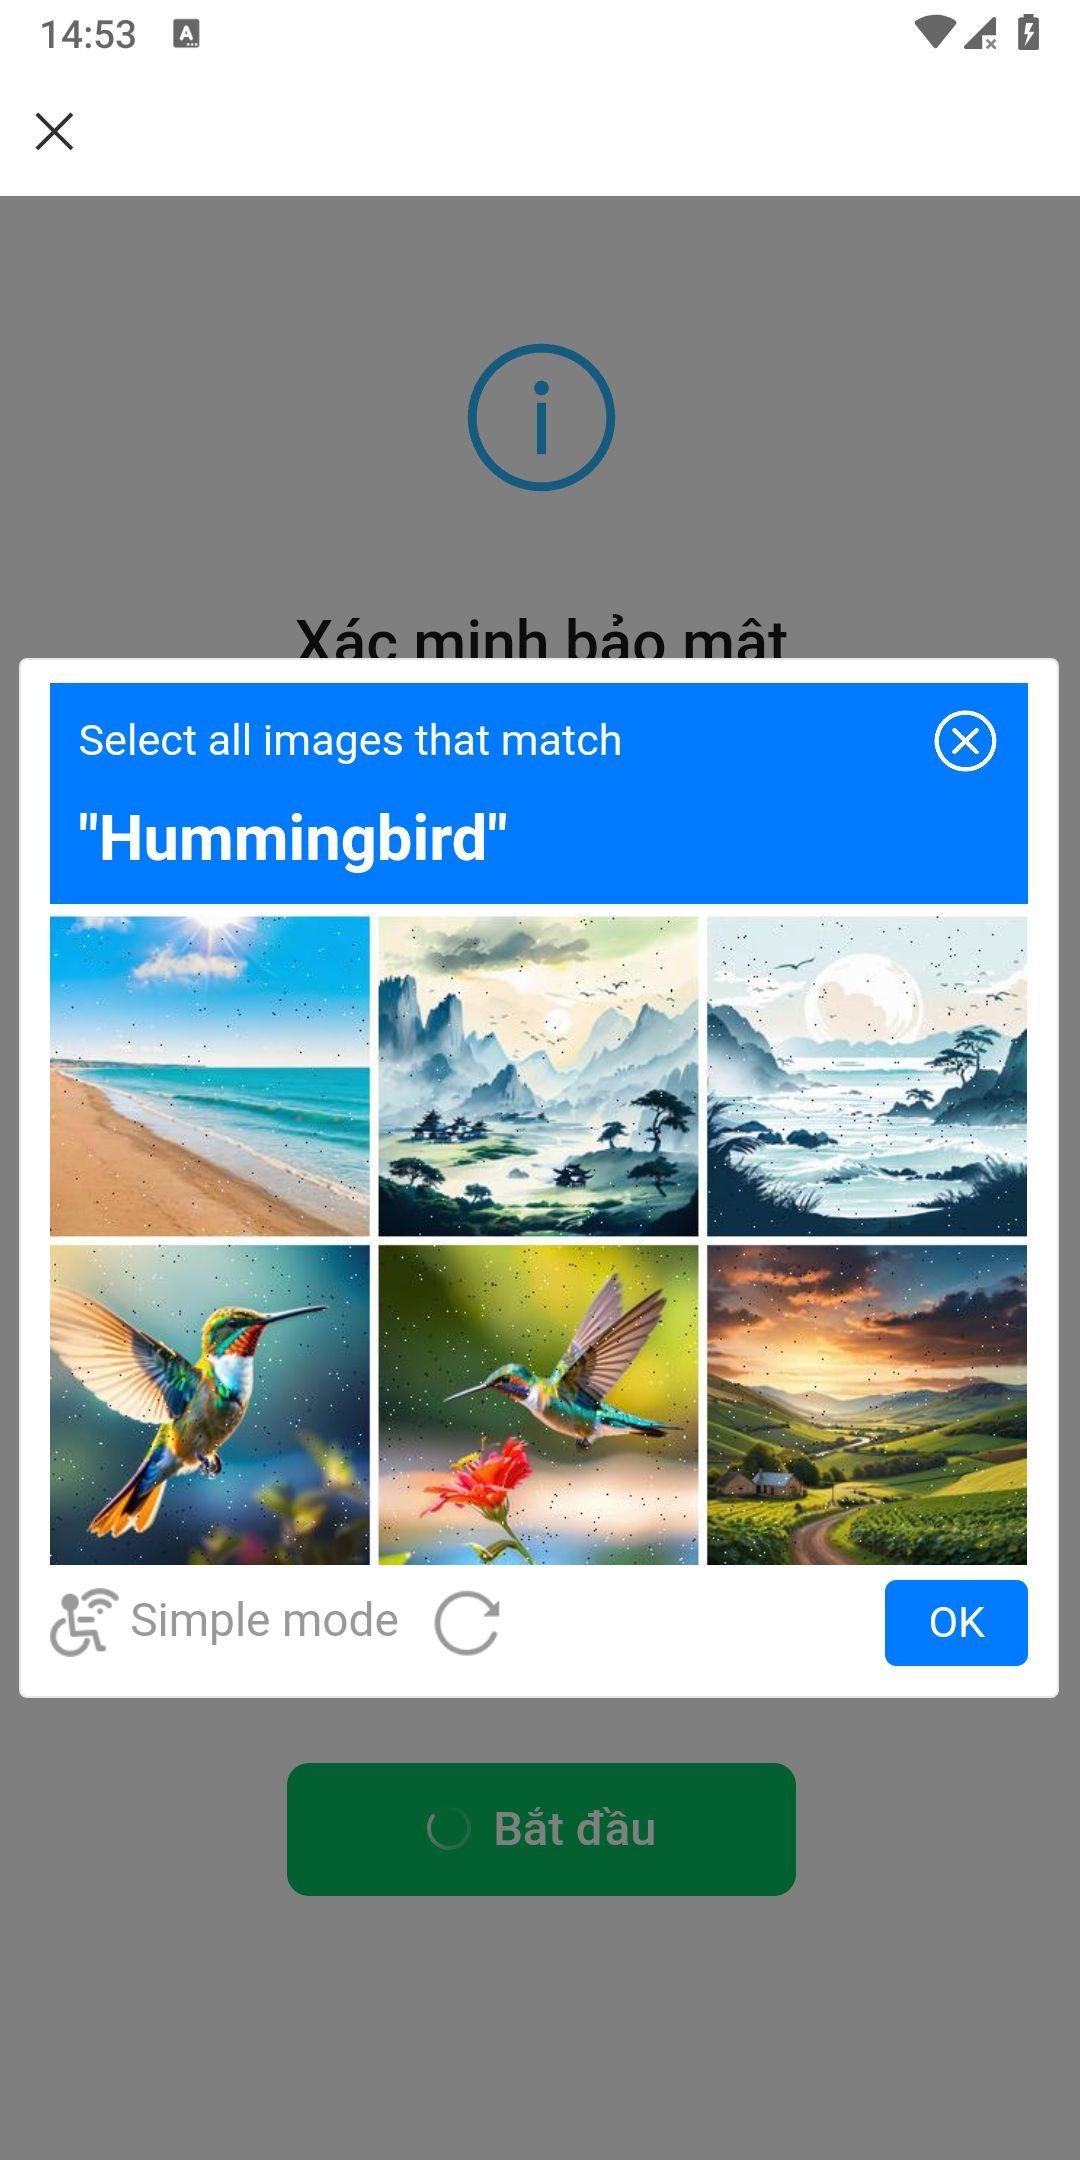 14:53
A
Xác minh bảo mật
Select all images that match
"Hummingbird"
Simple mode
OK
Bắt đầu